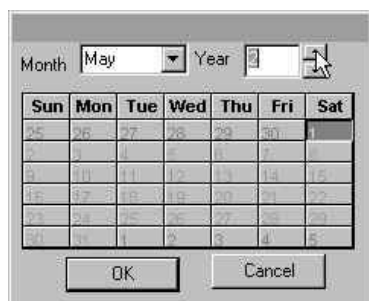 Month May Year 3
Sun Mon Tue Wed Thu Fri Sat
25 26 27 28 29 30 1
2 3 4 5 6 7 8
9 10 11 12 13 14 15
16 17 18 19 20 21 22
23 24 25 26 27 28 29
30 31 1 2 3 4 5
OK Cancel